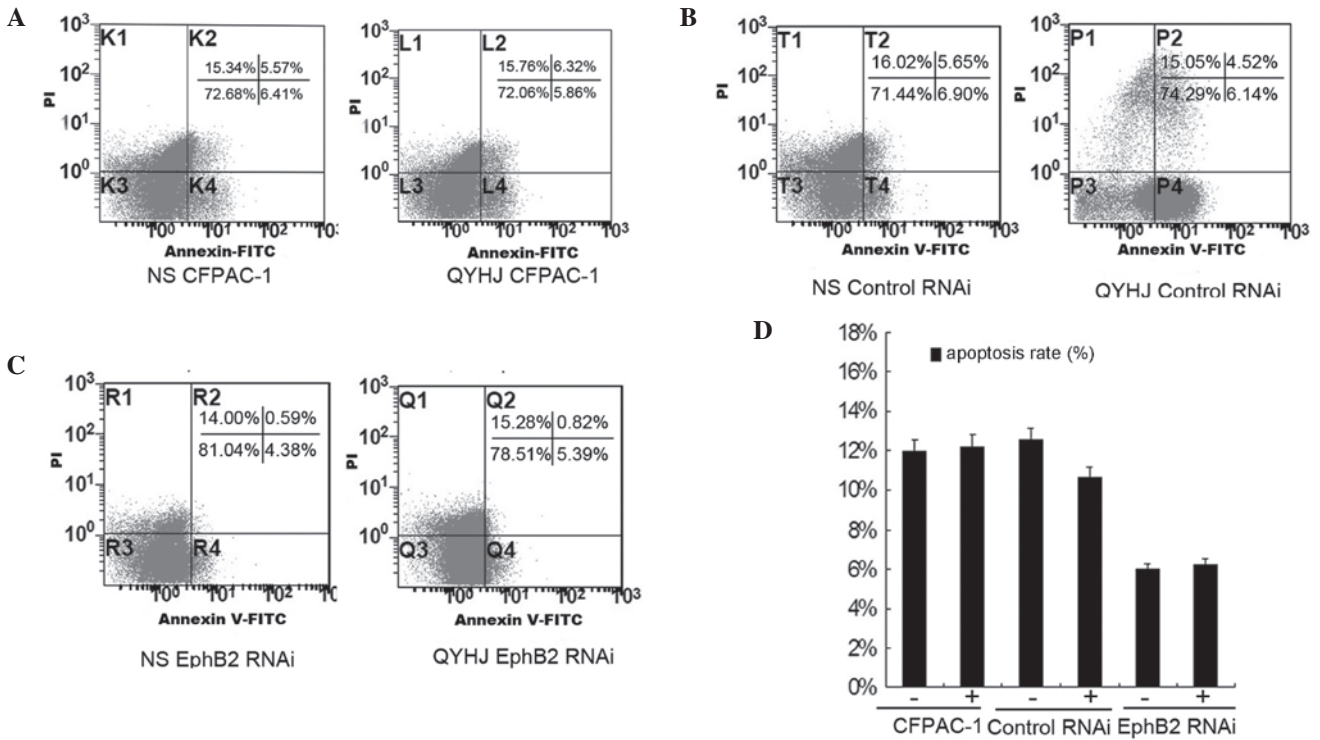 A
10³
10²
10¹
10⁰
PI
K1 K2
15.34% 5.57%
72.68% 6.41%
K3 K4
10⁰ 10¹ 10² 10³
Annexin-FITC
NS CFPAC-1
10³
10²
10¹
10⁰
PI
L1 L2
15.76% 6.32%
72.06% 5.86%
L3 L4
10⁰ 10¹ 10² 10³
Annexin-FITC
QYHJ CFPAC-1
B
10³
10²
10¹
10⁰
PI
T1 T2
16.02% 5.65%
71.44% 6.90%
T3 T4
10⁰ 10¹ 10² 10³
Annexin V-FITC
NS Control RNAi
10³
10²
10¹
10⁰
PI
P1 P2
15.05% 4.52%
74.29% 6.14%
P3 P4
10⁰ 10¹ 10² 10³
Annexin V-FITC
QYHJ Control RNAi
C
10³
10²
10¹
10⁰
PI
R1 R2
14.00% 0.59%
81.04% 4.38%
R3 R4
10⁰ 10¹ 10² 10
Annexin V-FITC
NS EphB2 RNAi
10³
10²
10¹
10⁰
PI
Q1 Q2
15.28% 0.82%
78.51% 5.39%
Q3 Q4
10⁰ 10¹ 10² 10³
Annexin V-FITC
QYHJ EphB2 RNAi
D
18%
16%
14%
12%
10%
8%
6%
4%
2%
0%
apoptosis rate (%)
- + - + - +
CFPAC-1 Control RNAi EphB2 RNAi